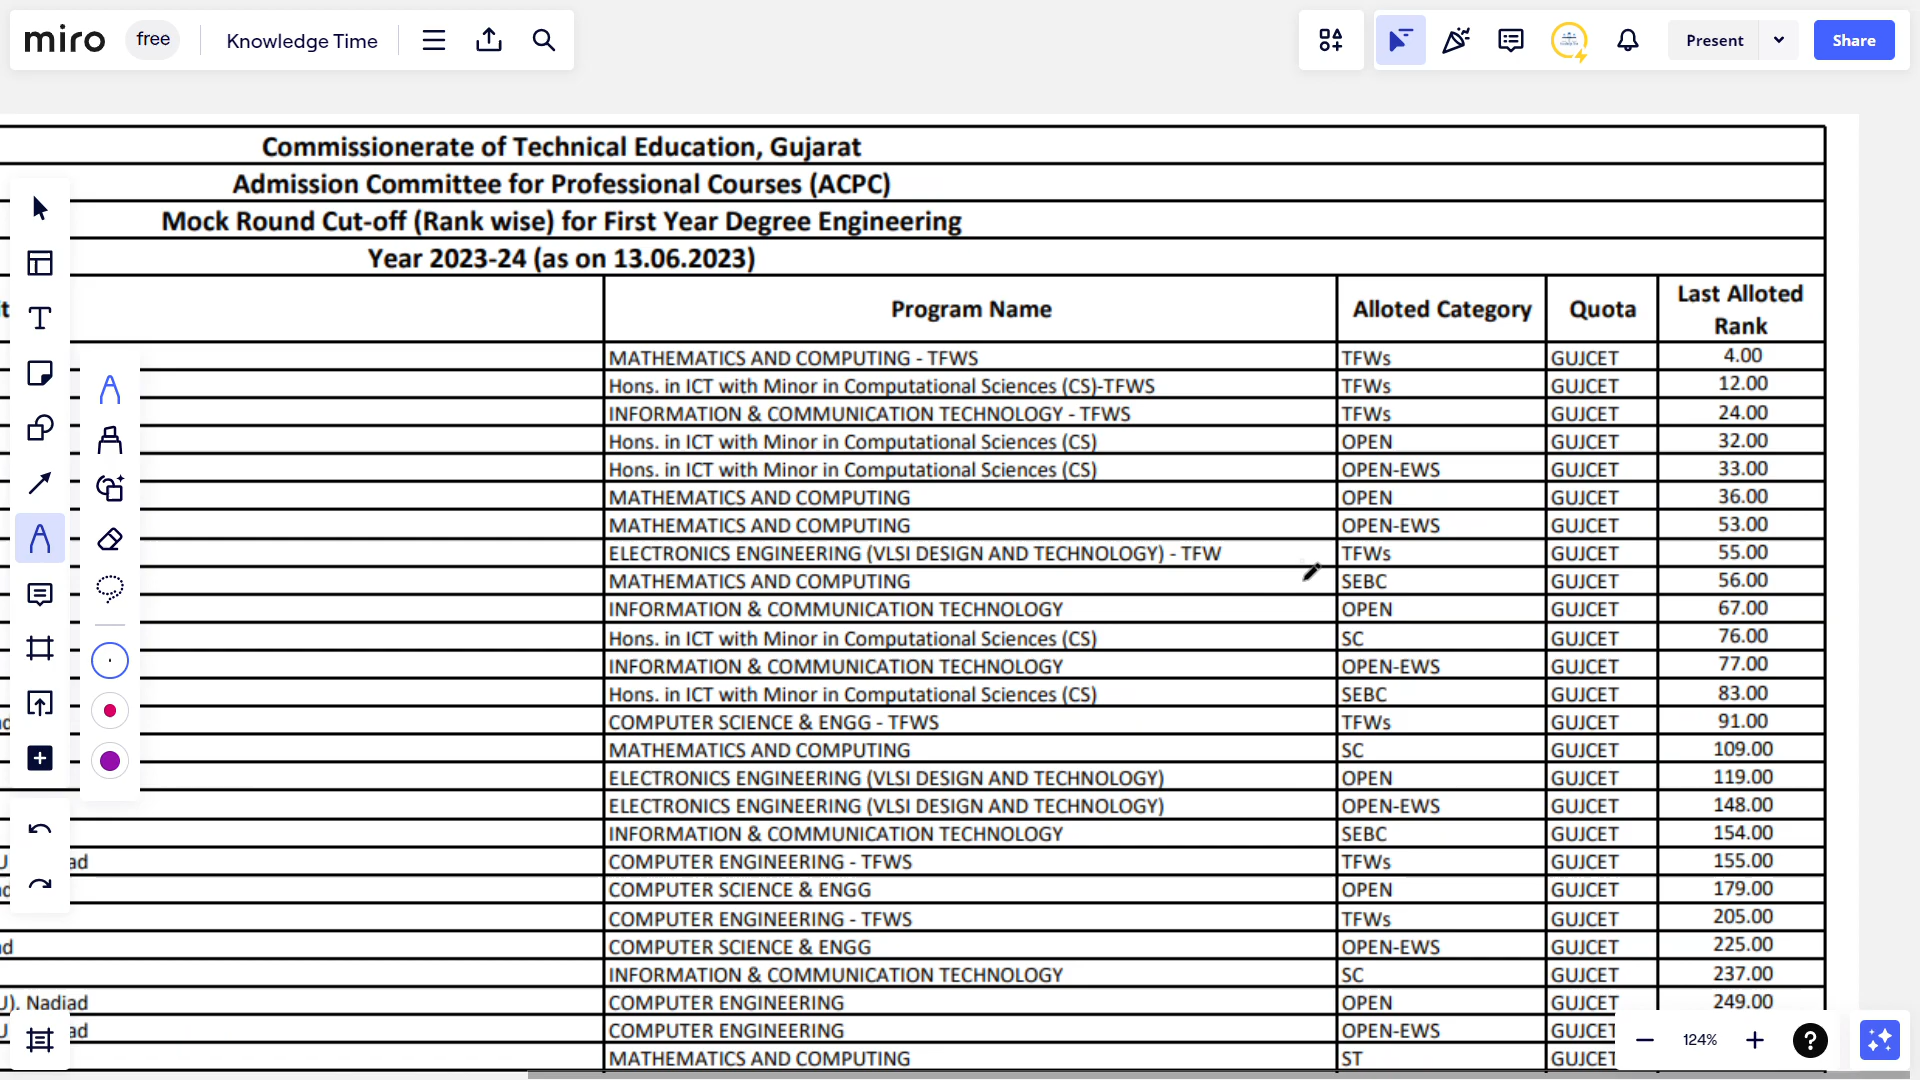 miro free Knowledge Time Present Share
Commissionerate of Technical Education, Gujarat
Admission Committee for Professional Courses (ACPC)
Mock Round Cut-off (Rank wise) for First Year Degree Engineering
Year 2023-24 (as on 13.06.2023)
Program Name Alloted Category Quota Last Alloted Rank
MATHEMATICS AND COMPUTING - TFWS TFWs GUJCET 4.00
Hons. in ICT with Minor in Computational Sciences (CS)-TFWS TFWs GUJCET 12.00
INFORMATION & COMMUNICATION TECHNOLOGY - TFWS TFWs GUJCET 24.00
Hons. in ICT with Minor in Computational Sciences (CS) OPEN GUJCET 32.00
Hons. in ICT with Minor in Computational Sciences (CS) OPEN-EWS GUJCET 33.00
MATHEMATICS AND COMPUTING OPEN GUJCET 36.00
MATHEMATICS AND COMPUTING OPEN-EWS GUJCET 53.00
ELECTRONICS ENGINEERING (VLSI DESIGN AND TECHNOLOGY) - TFW TFWs GUJCET 55.00
MATHEMATICS AND COMPUTING SEBC GUJCET 56.00
INFORMATION & COMMUNICATION TECHNOLOGY OPEN GUJCET 67.00
Hons. in ICT with Minor in Computational Sciences (CS) SC GUJCET 76.00
INFORMATION & COMMUNICATION TECHNOLOGY OPEN-EWS GUJCET 77.00
Hons. in ICT with Minor in Computational Sciences (CS) SEBC GUJCET 83.00
COMPUTER SCIENCE & ENGG - TFWS TFWs GUJCET 91.00
MATHEMATICS AND COMPUTING SC GUJCET 109.00
ELECTRONICS ENGINEERING (VLSI DESIGN AND TECHNOLOGY) OPEN GUJCET 119.00
ELECTRONICS ENGINEERING (VLSI DESIGN AND TECHNOLOGY) OPEN-EWS GUJCET 148.00
INFORMATION & COMMUNICATION TECHNOLOGY SEBC GUJCET 154.00
ad COMPUTER ENGINEERING - TFWS TFWs GUJCET 155.00
COMPUTER SCIENCE & ENGG OPEN GUJCET 179.00
COMPUTER ENGINEERING - TFWS TFWs GUJCET 205.00
COMPUTER SCIENCE & ENGG OPEN-EWS GUJCET 225.00
INFORMATION & COMMUNICATION TECHNOLOGY SC GUJCET 237.00
U), Nadiad COMPUTER ENGINEERING OPEN GUJCET 249.00
ad COMPUTER ENGINEERING OPEN-EWS GUJCET
MATHEMATICS AND COMPUTING ST GUJCET
124%